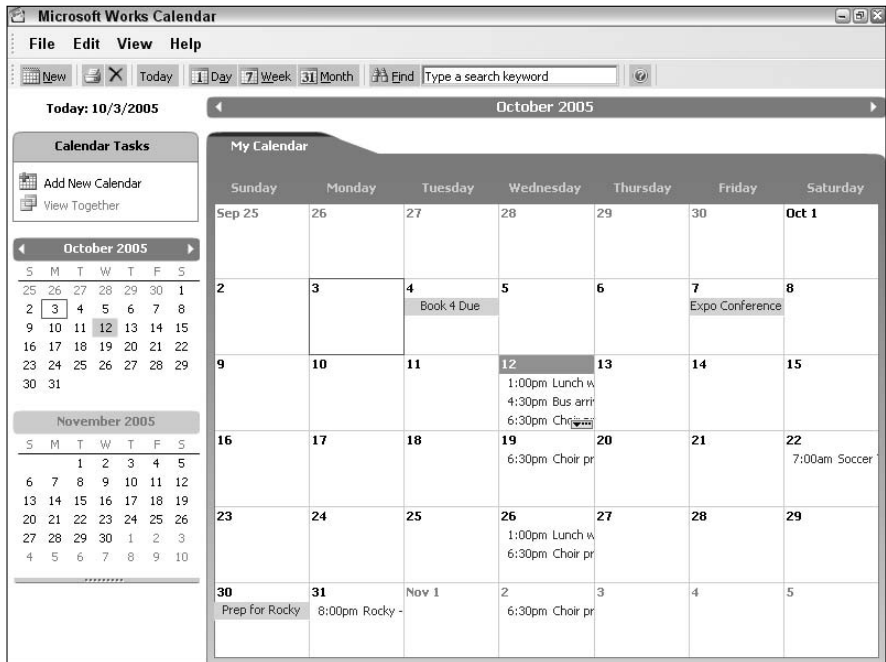 Microsoft Works Calendar
File Edit View Help
New Today 1 Day 7 Week 31 Month Find Type a search keyword
Today: 10/3/2005
October 2005
Calendar Tasks
Add New Calendar
View Together
October 2005
S M T W T F S
25 26 27 28 29 30 1
2 3 4 5 6 7 8
9 10 11 12 13 14 15
16 17 18 19 20 21 22
23 24 25 26 27 28 29
30 31
November 2005
S M T W T F S
1 2 3 4 5
6 7 8 9 10 11 12
13 14 15 16 17 18 19
20 21 22 23 24 25 26
27 28 29 30 1 2 3
4 5 6 7 8 9 10
My Calendar
Sunday Monday Tuesday Wednesday Thursday Friday Saturday
Sep 25 26 27 28 29 30 Oct 1
2 3 4 5 6 7 8
Book 4 Due Expo Conference
9 10 11 12 13 14 15
1:00pm Lunch w
4:30pm Bus arri
6:30pm
16 17 18 19 20 21 22
6:30pm Choir pr 7:00am Soccer
23 24 25 26 27 28 29
1:00pm Lunch w
6:30pm Choir pr
30 31 Nov 1 2 3 4 5
Prep for Rocky 8:00pm Rocky - 6:30pm Choir pr